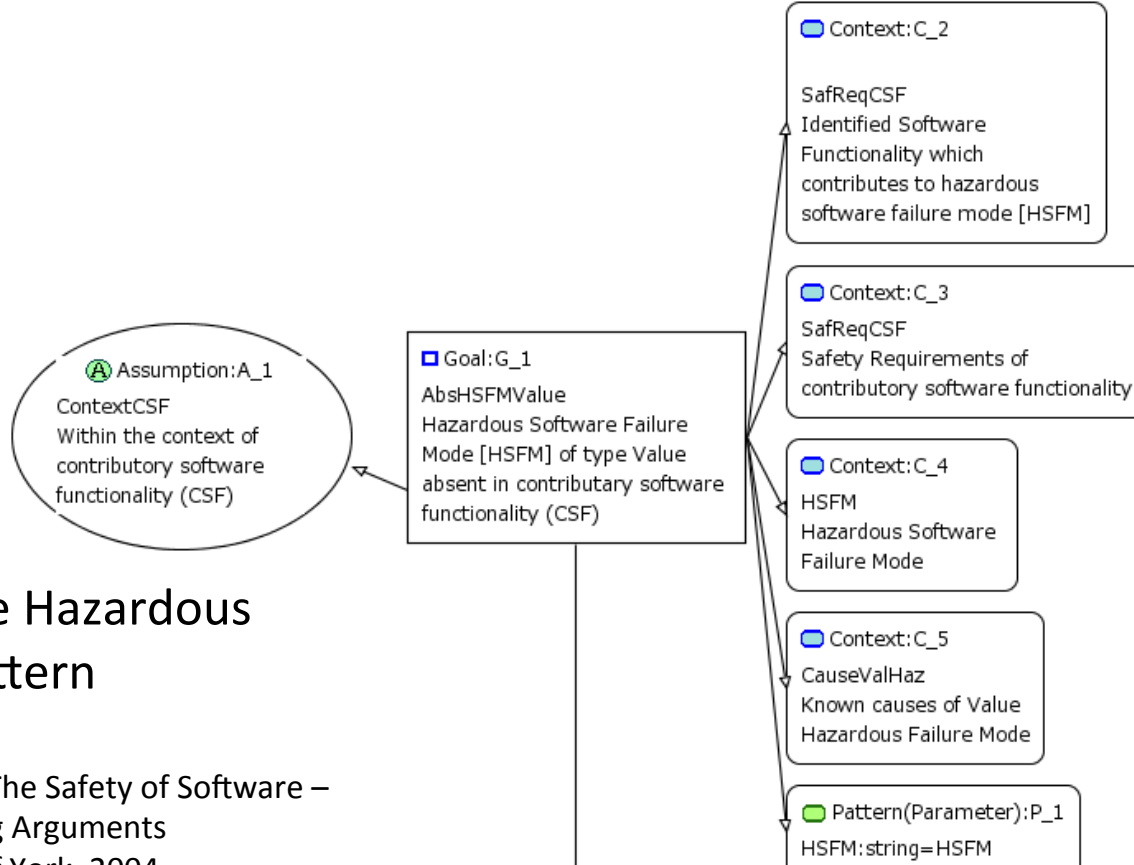 Context:C_2
SafReqCSF
Identified Software
Functionality which
contributes to hazardous
software failure mode [HSFM]
Context:C_3
SafReqCSF
Safety Requirements of
contributory software functionality
A Assumption:A_1
ContextCSF
Within the context of
contributory software
functionality (CSF)
Goal:G_1
AbsHSFMValue
Hazardous Software Failure
Mode [HSFM] of type Value
absent in contributary software
functionality (CSF)
Context:C_4
HSFM
Hazardous Software
Failure Mode
Context:C_5
CauseValHaz
Known causes of Value
Hazardous Failure Mode
Pattern(Parameter):P_1
HSFM:string=HSFM
e Hazardous
ttern
The Safety of Software –
g Arguments
f York, 2004